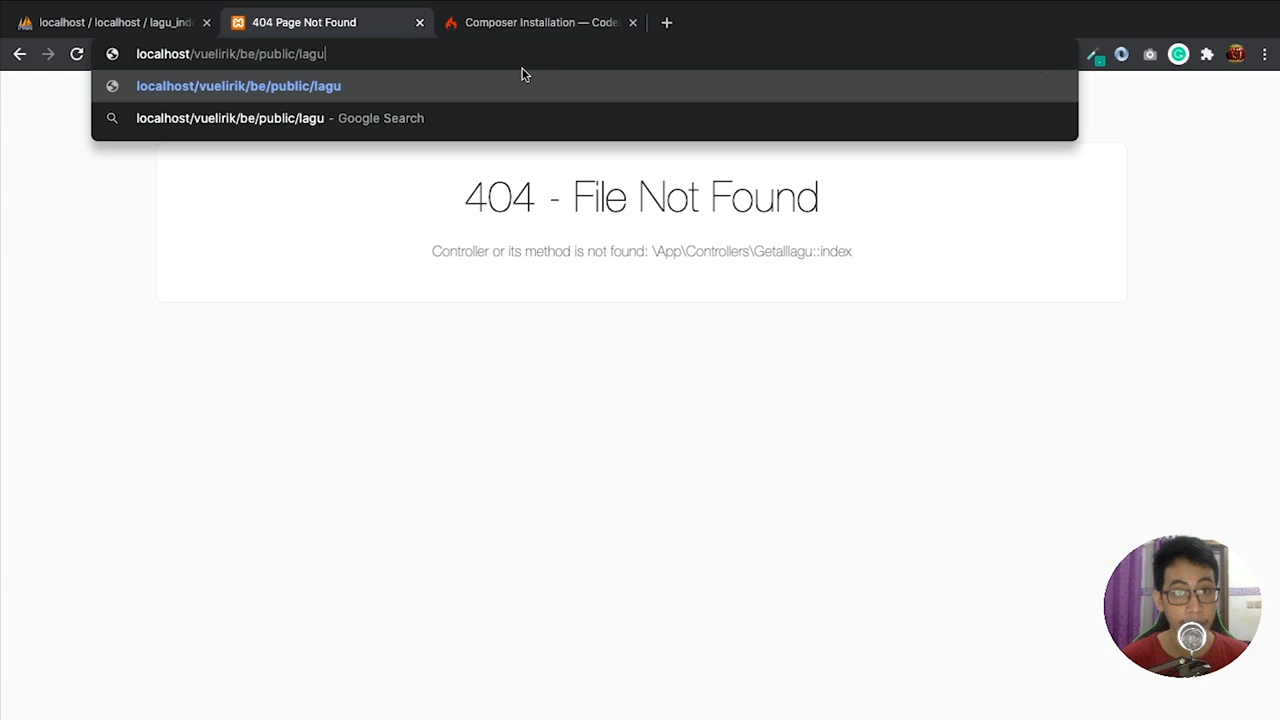 localhost / localhost / lagu_ind
404 Page Not Found
Composer Installation — Code
localhost/vuelirik/be/public/lagu
localhost/vuelirik/be/public/lagu
localhost/vuelirik/be/public/lagu - Google Search
404 - File Not Found
Controller or its method is not found: \App\Controllers\Getalllagu::index